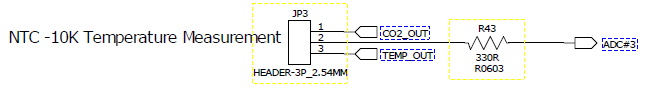 JP3
R43
NTC -10K Temperature Measurement
1
CO2_OUT
2
3
TEMP_OUT
ADC#3
330R
HEADER-3P_2.54MM
R0603